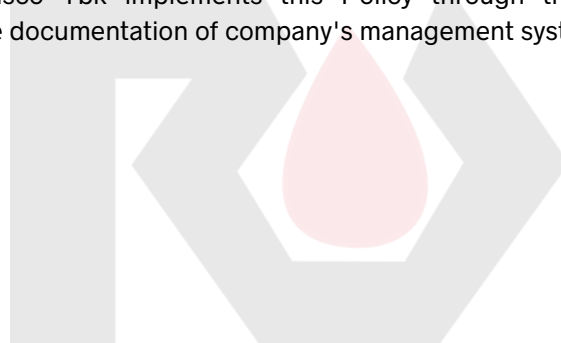 Tbk implements this Policy through
documentation of company's management